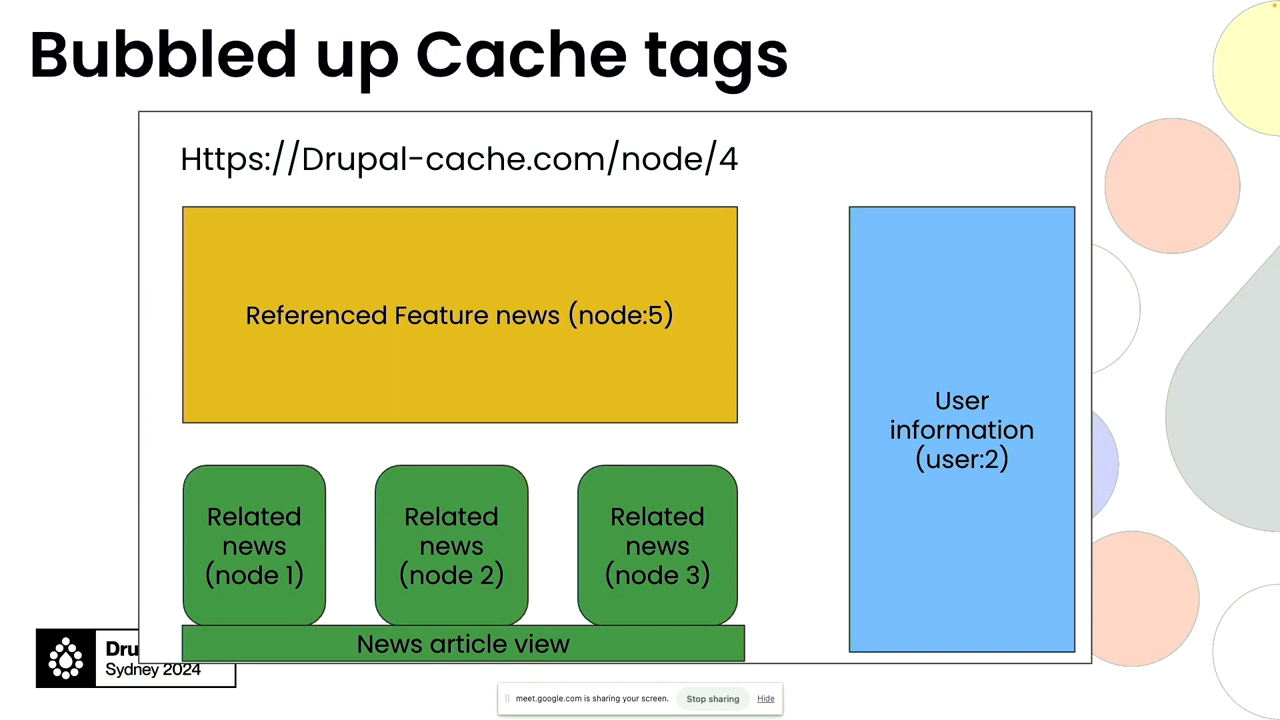 Bubbled up Cache tags
Https://Drupal-cache.com/node/4
Referenced Feature news (node:5)
User
information
(user:2)
Related
news
(node 1)
Related
news
(node 2)
Related
news
(node 3)
News article view
Dru
Sydney 2024
meet.google.com is sharing your screen.
Stop sharing
Hide